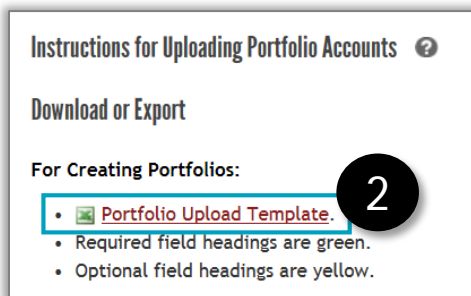 Instructions for Uploading Portfolio Accounts ?
Download or Export
For Creating Portfolios:
• Portfolio Upload Template.
2
• Required field headings are green.
• Optional field headings are yellow.